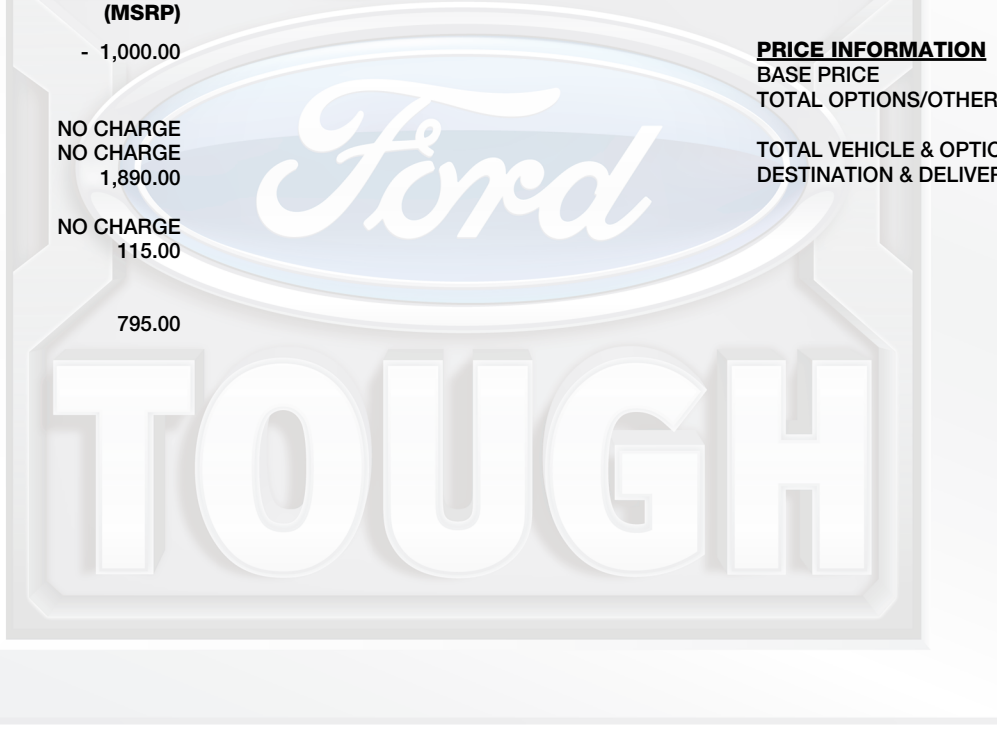 (MSRP)
- 1,000.00
NO CHARGE
NO CHARGE
1,890.00
NO CHARGE
115.00
795.00
PRICE INFORMATION
BASE PRICE
TOTAL OPTIONS/OTHER
TOTAL VEHICLE & OPTIO
DESTINATION & DELIVER
Ford
TOUGH